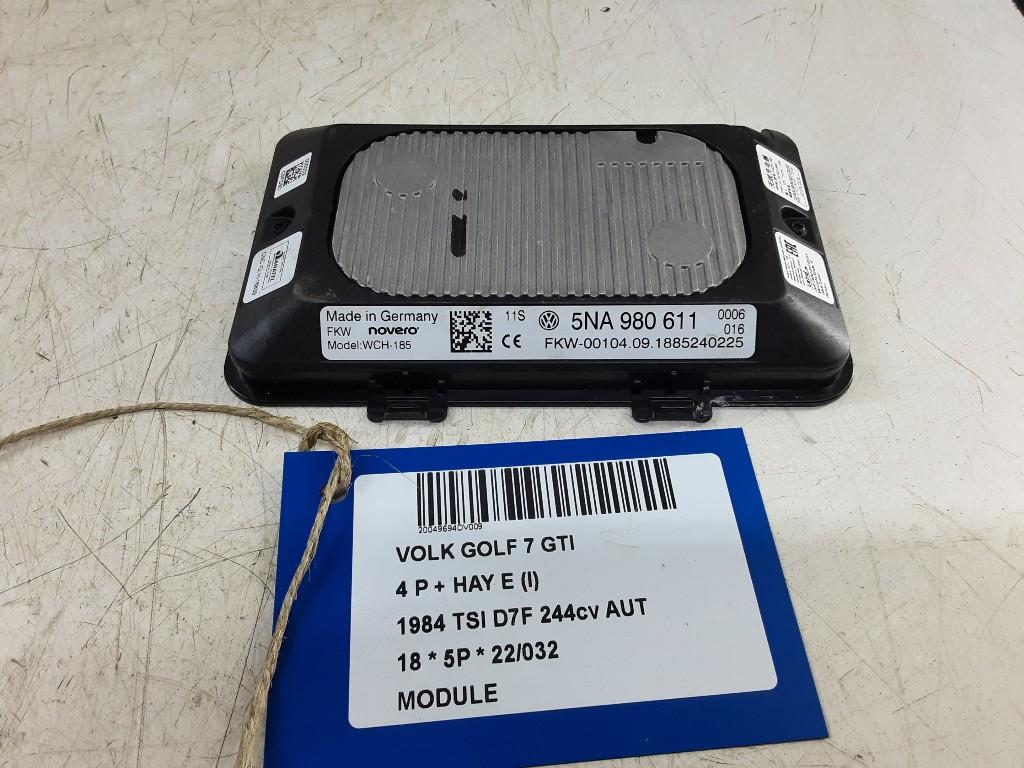 Made in Germany
FKW novero
Model:WCH-185
11S
5NA 980 611
0006
016
CE
FKW-00104.09.1885240225
EAC
20049694DV009
VOLK GOLF 7 GTI
4 P + HAY E (I)
1984 TSI D7F 244cv AUT
18 * 5P * 22/032
MODULE